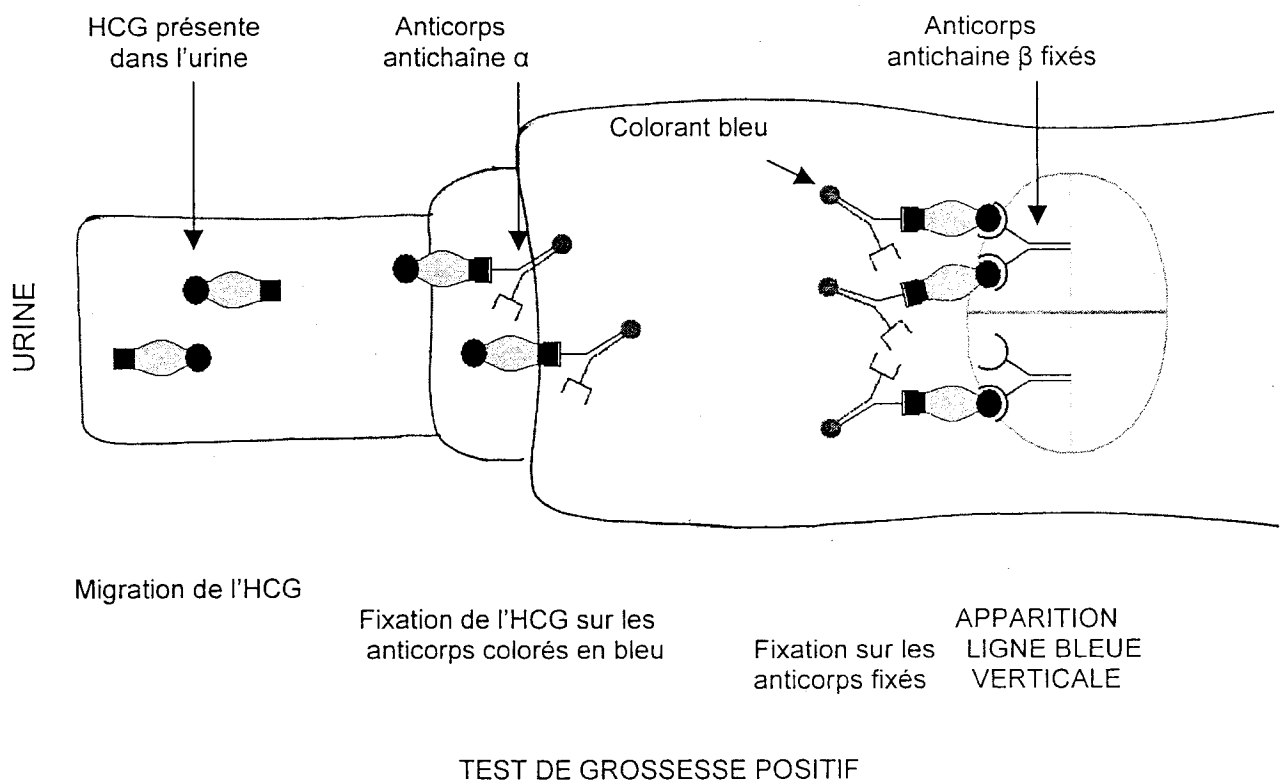 HCG présente
dans l'urine
Anticorps
antichaîne α
Anticorps
antichaine β fixés
Colorant bleu
URINE
Migration de l'HCG
Fixation de l'HCG sur les
anticorps colorés en bleu
Fixation sur les
anticorps fixés
APPARITION
LIGNE BLEUE
VERTICALE
TEST DE GROSSESSE POSITIF